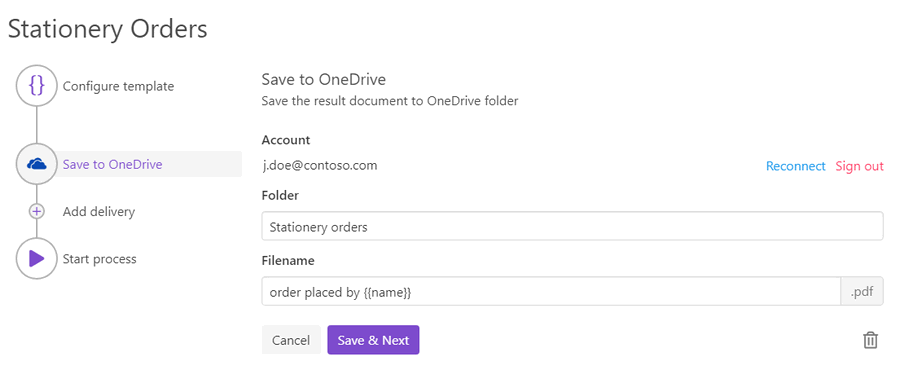 Stationery Orders
{}
Configure template
Save to OneDrive
Add delivery
Start process
Save to OneDrive
Save the result document to OneDrive folder
Account
j.doe@contoso.com
Reconnect Sign out
Folder
Stationery orders
Filename
order placed by {{name}} .pdf
Cancel Save & Next